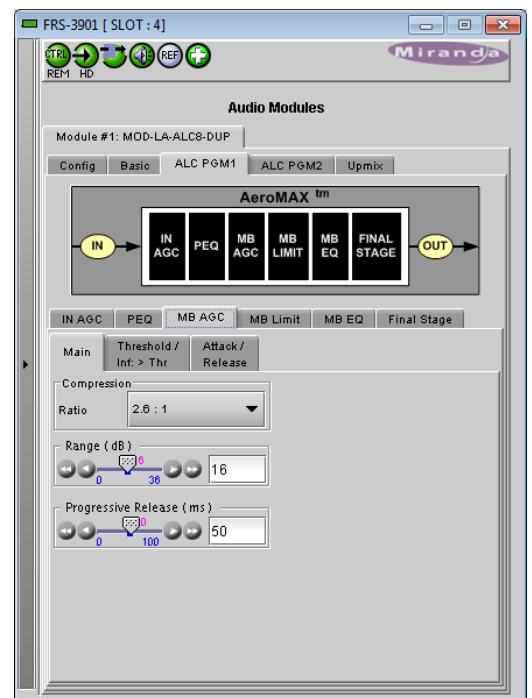 FRS-3901 [ SLOT : 4]
CTRL
REF
REM HD
Miranda
Audio Modules
Module #1: MOD-LA-ALC8-DUP
Config Basic ALC PGM1 ALC PGM2 Upmix
AeroMAX tm
IN
IN AGC
PEQ
MB AGC
MB LIMIT
MB EQ
FINAL STAGE
OUT
IN AGC PEQ MB AGC MB Limit MB EQ Final Stage
Main
Threshold / Inf: > Thr
Attack / Release
Compression
Ratio 2.6 : 1
Range ( dB )
16
0 36
Progressive Release ( ms )
50
0 100